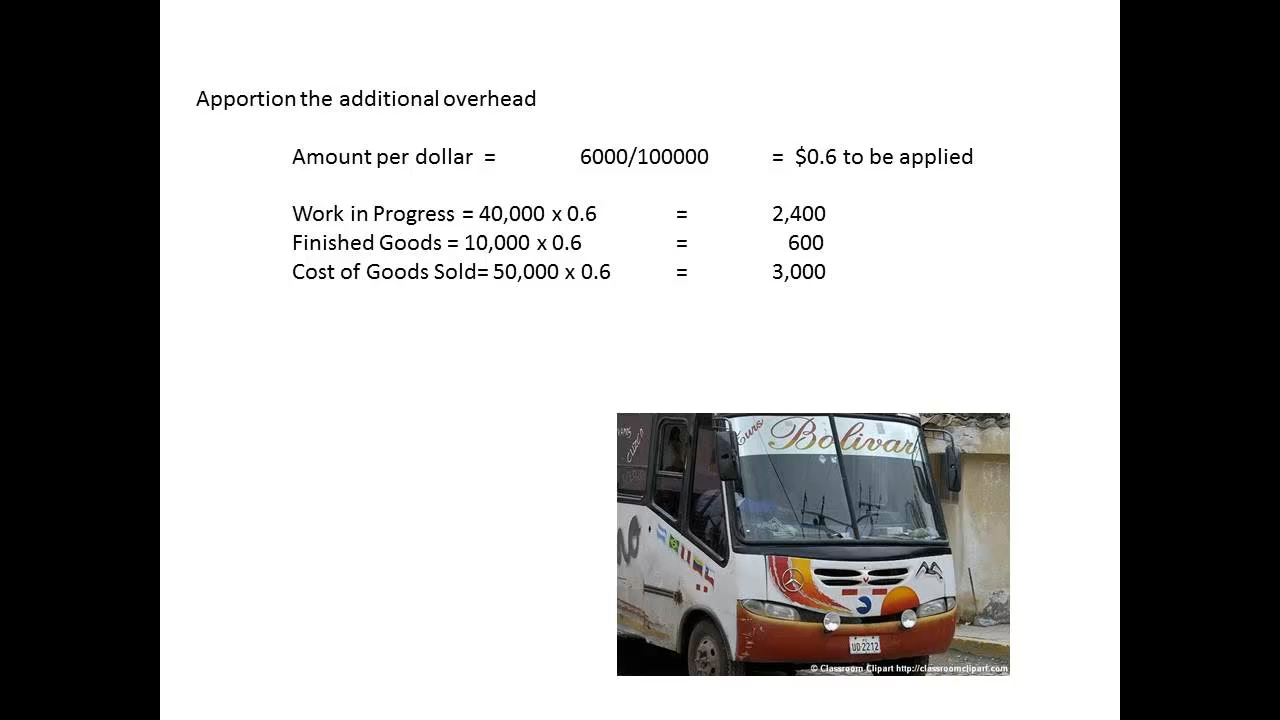 Apportion the additional overhead
Amount per dollar = 6000/100000 = $0.6 to be applied
Work in Progress = 40,000 x 0.6 = 2,400
Finished Goods = 10,000 x 0.6 = 600
Cost of Goods Sold= 50,000 x 0.6 = 3,000
Turs Bolivar
UD 2212
© Classroom Clipart http://classroomclipart.com